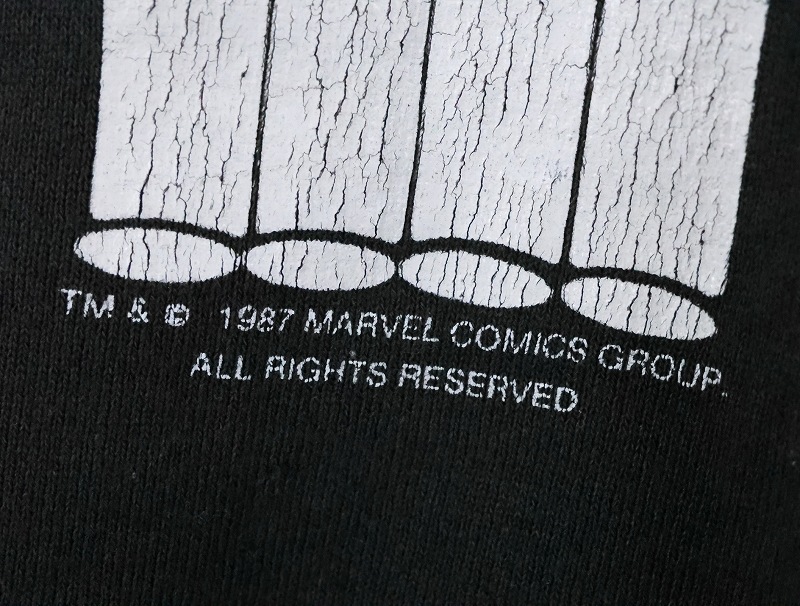 TM & © 1987 MARVEL COMICS GROUP.
ALL RIGHTS RESERVED